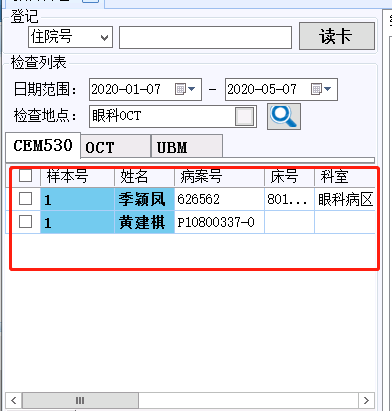 登记
住院号 读卡
检查列表
日期范围: 2020-01-07 - 2020-05-07
检查地点: 眼科OCT
CEM530 OCT UBM
样本号 姓名 病案号 床号 科室
1 季颖凤 626562 801... 眼科病区
1 黄建棋 P10800337-0